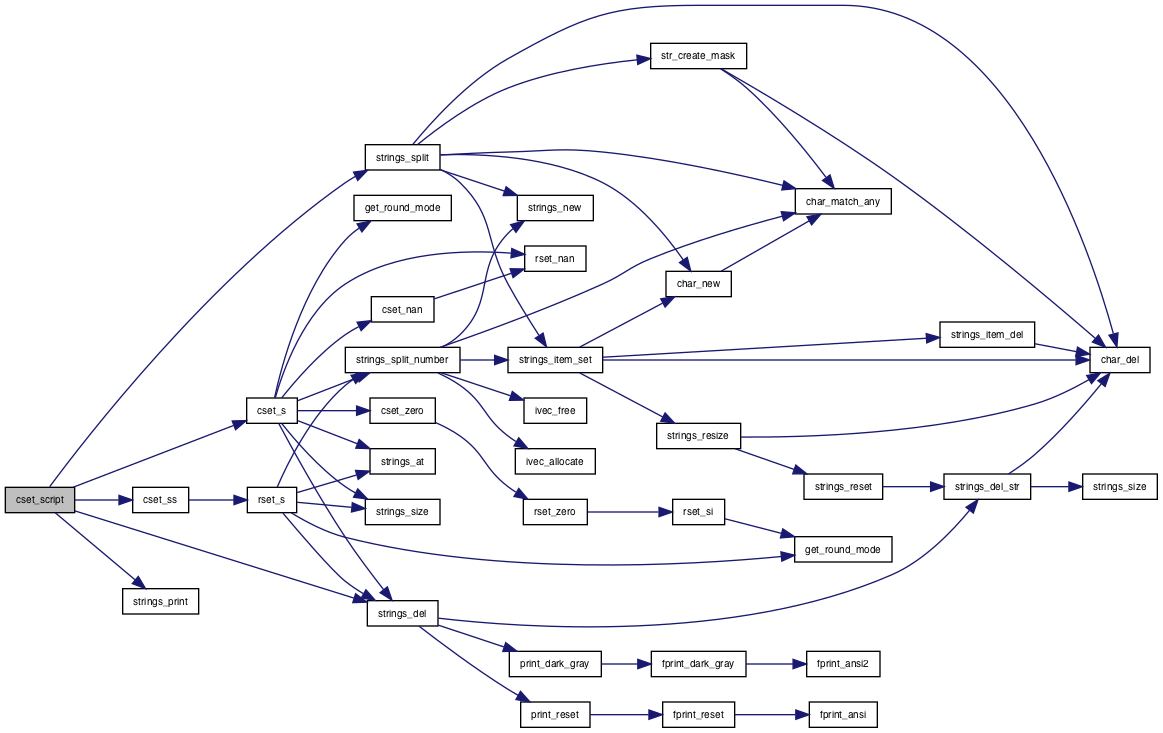 str_create_mask
strings_split
get_round_mode
strings_new
char_match_any
rset_nan
char_new
cset_nan
strings_item_del
strings_split_number
strings_item_set
char_del
cset_s
cset_zero
ivec_free
strings_resize
strings_at
ivec_allocate
cset_script
cset_ss
rset_s
strings_size
rset_zero
rset_si
strings_reset
strings_del_str
strings_size
get_round_mode
strings_print
strings_del
print_dark_gray
fprint_dark_gray
fprint_ansi2
print_reset
fprint_reset
fprint_ansi